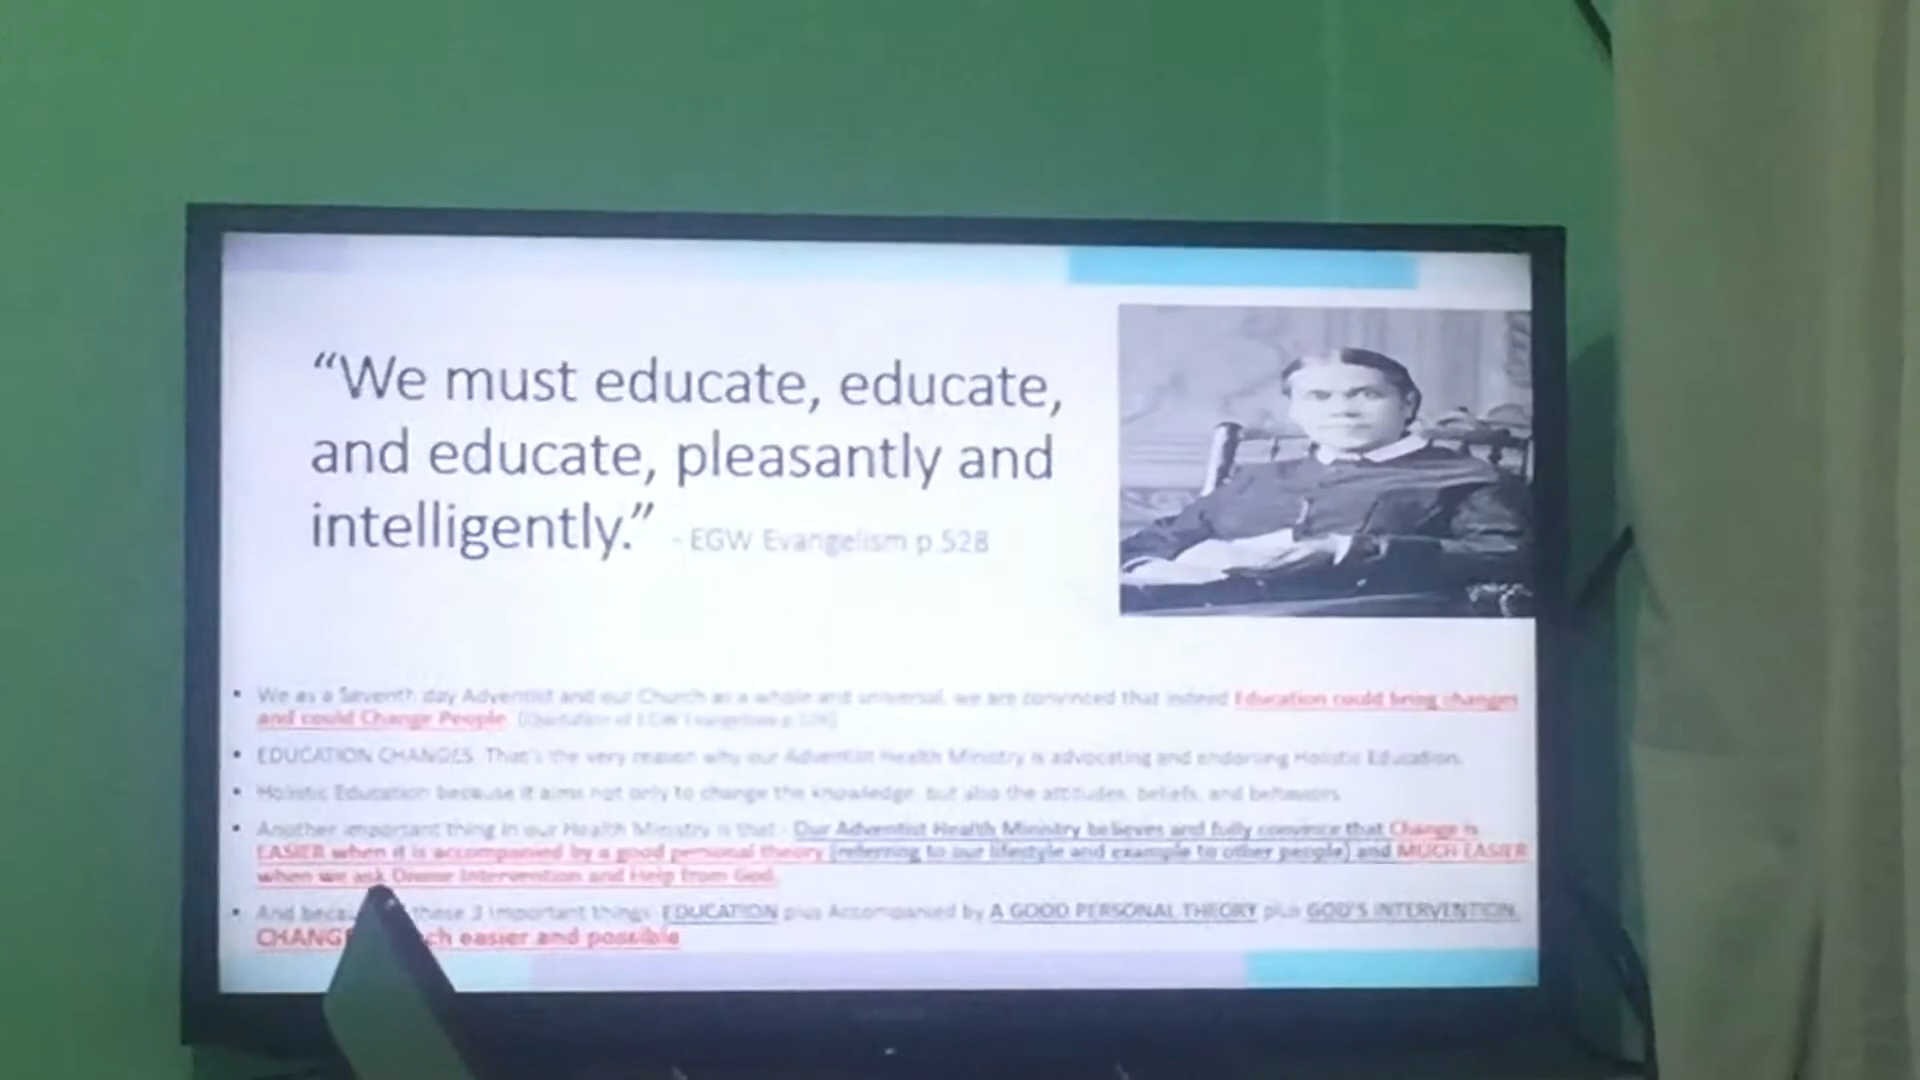 “We must educate, educate,
and educate, pleasantly and
intelligently.” - EGW Evangelism p.528
• We as a Seventh day Adventist and our Church as a whole and universal, we are convinced that indeed Education could bring changes
and could Change People (Quotation of EGW Evangelism p.528)
• EDUCATION CHANGES. That's the very reason why our Adventist Health Ministry is advocating and endorsing Holistic Education.
• Holistic Education because it aims not only to change the knowledge, but also the attitudes, beliefs, and behaviors
• Another important thing in our Health Ministry is that - Our Adventist Health Ministry believes and fully convince that Change is
EASIER when it is accompanied by a good personal theory (referring to our lifestyle and example to other people) and MUCH EASIER
when we ask Divine Intervention and Help from God.
• And these 3 important things: EDUCATION plus Accompanied by A GOOD PERSONAL THEORY plus GOD'S INTERVENTION,
easier and possible